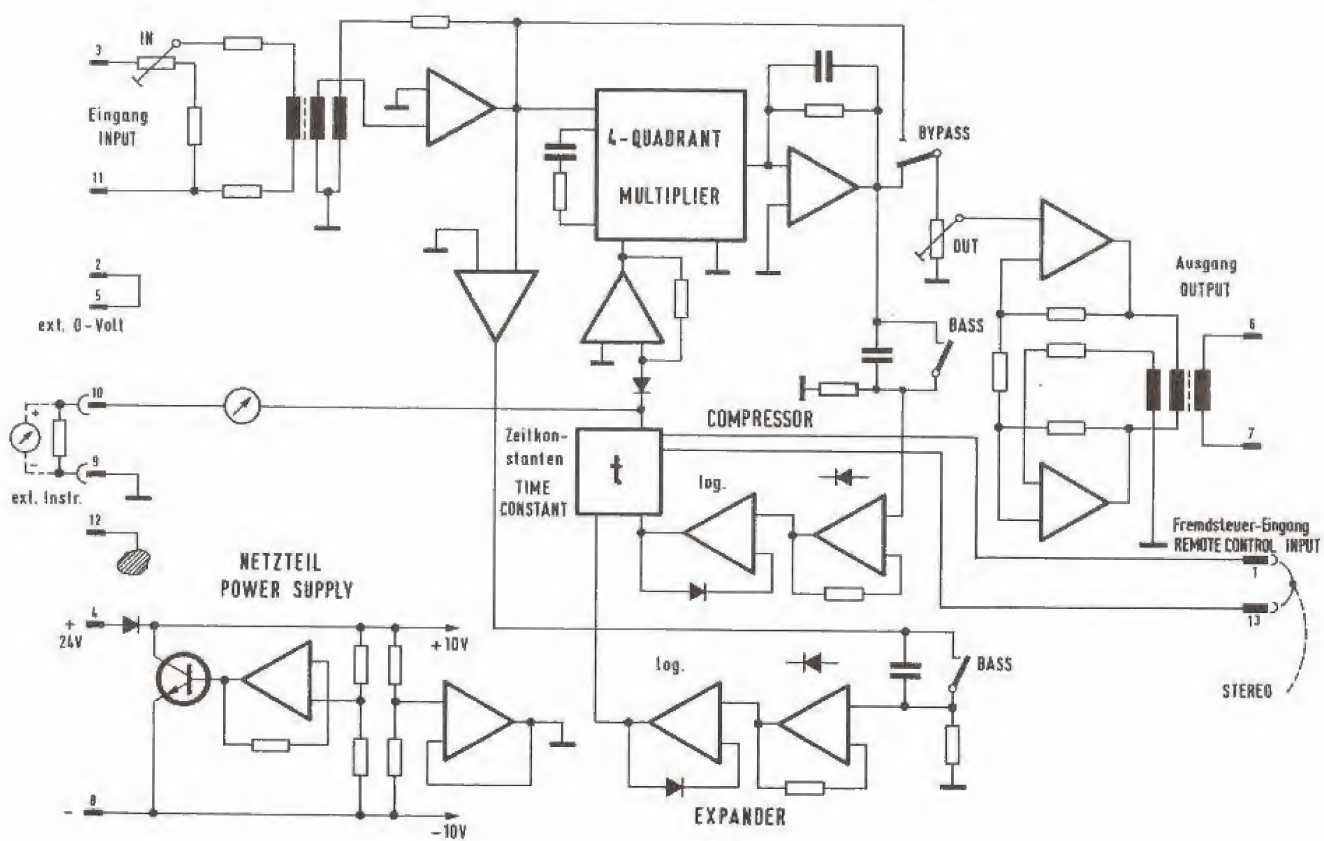 3
IN
Eingang
INPUT
11
2
5
ext. 0-Volt
4-QUADRANT
MULTIPLIER
BYPASS
OUT
Ausgang
OUTPUT
6
7
BASS
10
+
-
9
ext. Instr.
12
COMPRESSOR
Zeitkon-
stanten
TIME
CONSTANT
t
log.
Fremdsteuer-Eingang
REMOTE CONTROL INPUT
1
13
STEREO
NETZTEIL
POWER SUPPLY
+
24V
4
+10V
- 8
-10V
log.
BASS
EXPANDER